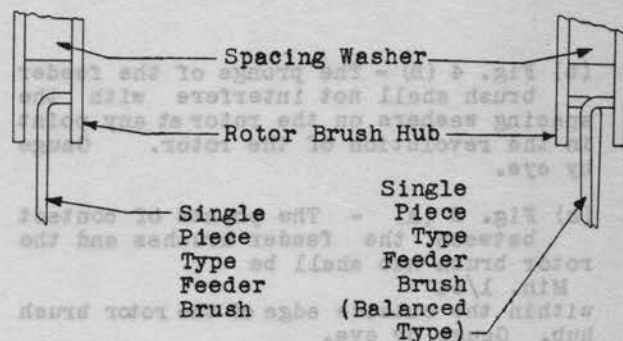 Spacing Washer
Rotor Brush Hub
Single
Piece
Type
Feeder
Brush
Single
Piece
Type
Feeder
Brush
(Balanced
Type)